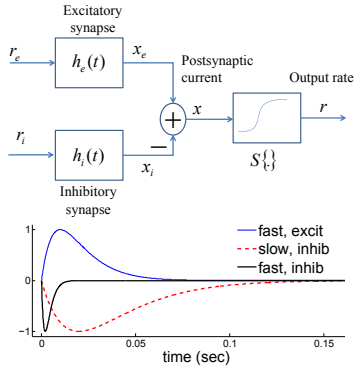 Excitatory
synapse
r_e
h_e(t)
x_e
Postsynaptic
current
Output rate
+
x
r
−
S{.}
r_i
h_i(t)
x_i
Inhibitory
synapse
fast, excit
slow, inhib
fast, inhib
1
0
−1
0
0.05
0.1
0.15
time (sec)